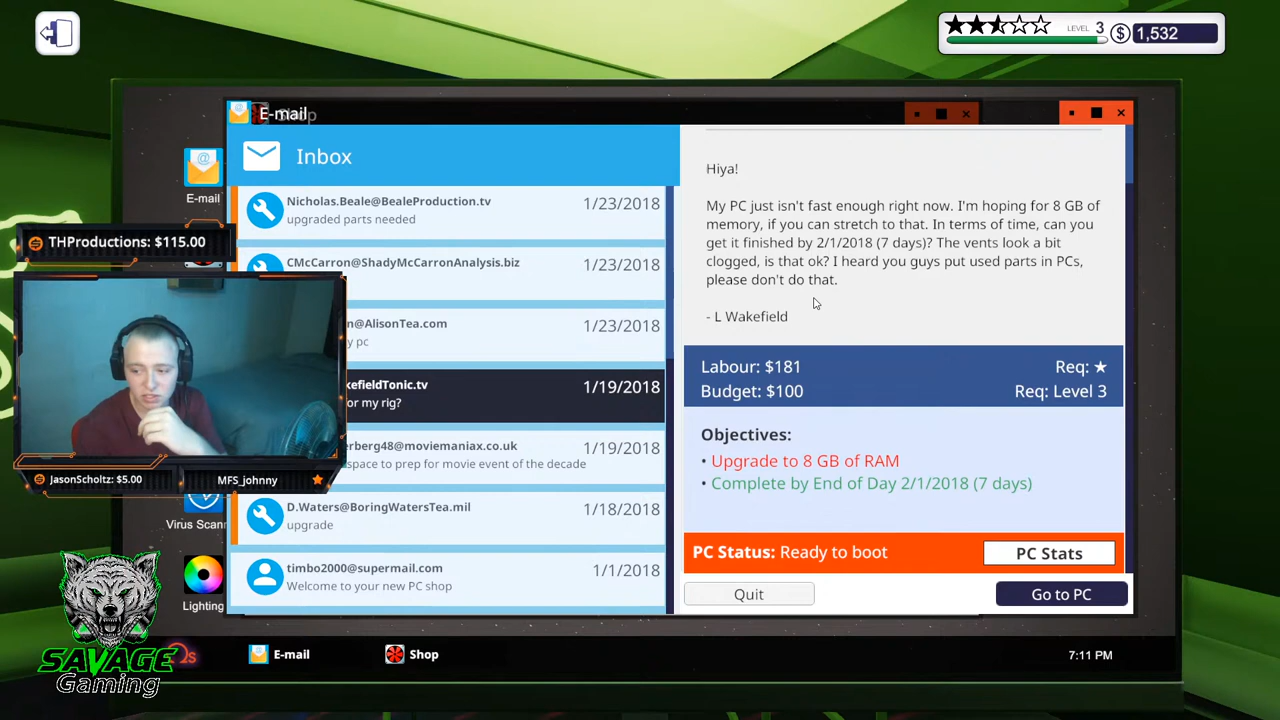 LEVEL 3
$ 1,532
E-mail
Inbox
E-mail
Nicholas.Beale@BealeProduction.tv 1/23/2018
upgraded parts needed
CMcCarron@ShadyMcCarronAnalysis.biz 1/23/2018
n@AlisonTea.com 1/23/2018
y pc
kefieldTonic.tv 1/19/2018
or my rig?
erberg48@moviemaniax.co.uk 1/19/2018
space to prep for movie event of the decade
D.Waters@BoringWatersTea.mil 1/18/2018
upgrade
timbo2000@supermail.com 1/1/2018
Welcome to your new PC shop
Hiya!
My PC just isn't fast enough right now. I'm hoping for 8 GB of
memory, if you can stretch to that. In terms of time, can you
get it finished by 2/1/2018 (7 days)? The vents look a bit
clogged, is that ok? I heard you guys put used parts in PCs,
please don't do that.
- L Wakefield
Labour: $181 Req: ★
Budget: $100 Req: Level 3
Objectives:
• Upgrade to 8 GB of RAM
• Complete by End of Day 2/1/2018 (7 days)
PC Status: Ready to boot PC Stats
Quit Go to PC
THProductions: $115.00
JasonScholtz: $5.00 MFS_johnny
Virus Scann
Lighting
SAVAGE
Gaming
E-mail Shop 7:11 PM